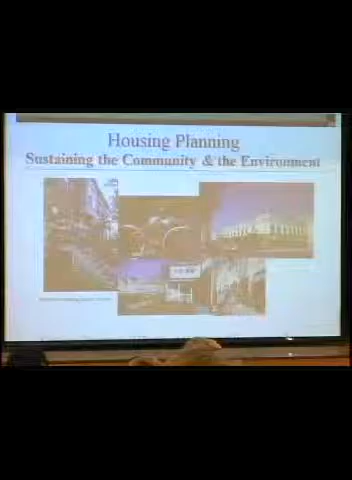 Housing Planning
Sustaining the Community & the Environment